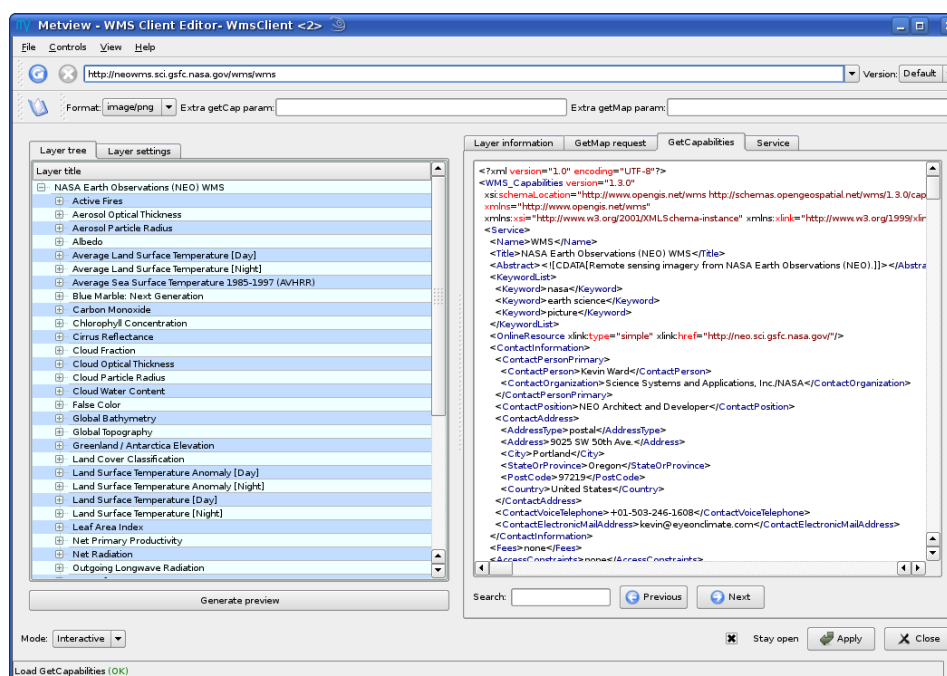 Metview - WMS Client Editor- WmsClient <2>
File Controls View Help
http://neowms.sci.gsfc.nasa.gov/wms/wms
Version: Default
Format: image/png Extra getCap param: Extra getMap param:
Layer tree Layer settings
Layer title
NASA Earth Observations (NEO) WMS
Active Fires
Aerosol Optical Thickness
Aerosol Particle Radius
Albedo
Average Land Surface Temperature [Day]
Average Land Surface Temperature [Night]
Average Sea Surface Temperature 1985-1997 (AVHRR)
Blue Marble: Next Generation
Carbon Monoxide
Chlorophyll Concentration
Cirrus Reflectance
Cloud Fraction
Cloud Optical Thickness
Cloud Particle Radius
Cloud Water Content
False Color
Global Bathymetry
Global Topography
Greenland / Antarctica Elevation
Land Cover Classification
Land Surface Temperature Anomaly [Day]
Land Surface Temperature Anomaly [Night]
Land Surface Temperature [Day]
Land Surface Temperature [Night]
Leaf Area Index
Net Primary Productivity
Net Radiation
Outgoing Longwave Radiation
Generate preview
Layer information GetMap request GetCapabilities Service
<?xml version="1.0" encoding="UTF-8"?>
<WMS_Capabilities version="1.3.0"
xsi:schemaLocation="http://www.opengis.net/wms http://schemas.opengeospatial.net/wms/1.3.0/cap
xmlns="http://www.opengis.net/wms"
xmlns:xsi="http://www.w3.org/2001/XMLSchema-instance" xmlns:xlink="http://www.w3.org/1999/xlin
<Service>
<Name>WMS</Name>
<Title>NASA Earth Observations (NEO) WMS</Title>
<Abstract><![CDATA[Remote sensing imagery from NASA Earth Observations (NEO).]]></Abstra
<KeywordList>
<Keyword>nasa</Keyword>
<Keyword>earth science</Keyword>
<Keyword>picture</Keyword>
</KeywordList>
<OnlineResource xlink:type="simple" xlink:href="http://neo.sci.gsfc.nasa.gov/"/>
<ContactInformation>
<ContactPersonPrimary>
<ContactPerson>Kevin Ward</ContactPerson>
<ContactOrganization>Science Systems and Applications, Inc./NASA</ContactOrganization>
</ContactPersonPrimary>
<ContactPosition>NEO Architect and Developer</ContactPosition>
<ContactAddress>
<AddressType>postal</AddressType>
<Address>9025 SW 50th Ave.</Address>
<City>Portland</City>
<StateOrProvince>Oregon</StateOrProvince>
<PostCode>97219</PostCode>
<Country>United States</Country>
</ContactAddress>
<ContactVoiceTelephone>+01-503-246-1608</ContactVoiceTelephone>
<ContactElectronicMailAddress>kevin@eyeonclimate.com</ContactElectronicMailAddress>
</ContactInformation>
<Fees>none</Fees>
<AccessConstraints>none</AccessConstraints>
Search: Previous Next
Mode: Interactive Stay open Apply Close
Load GetCapabilities (OK)